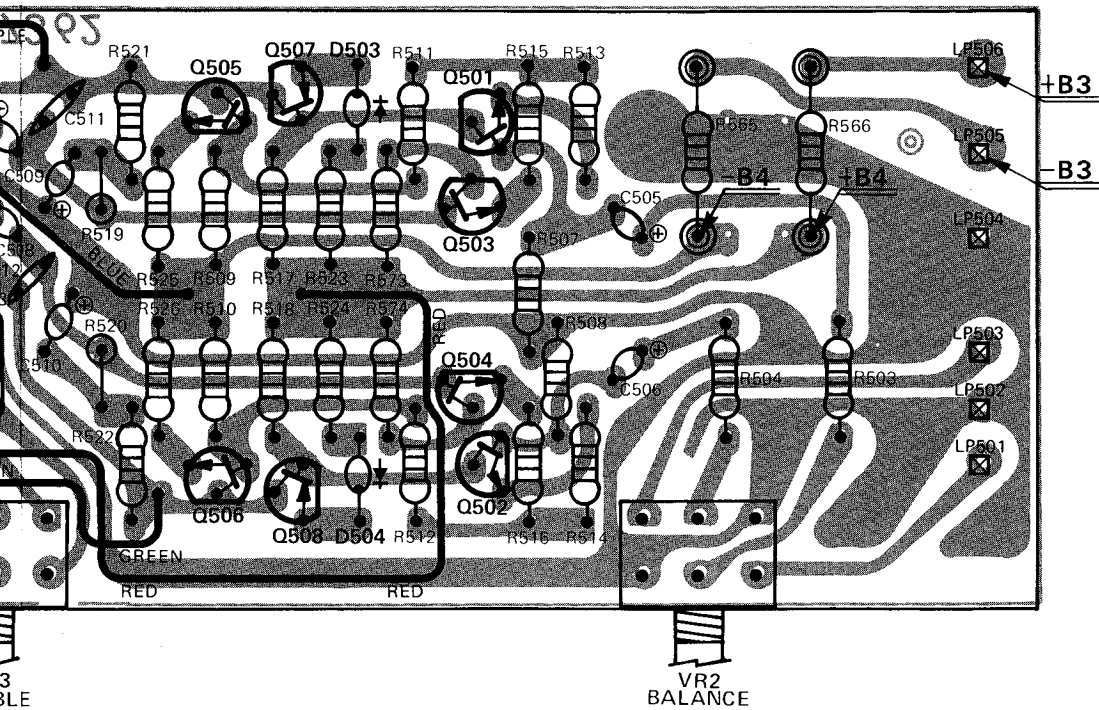 R521
Q507 D503
R511
R515 R513
Q505
Q501
LP506
+B3
C511
R565
R566
LP505
C509
-B4
+B4
-B3
C505
R519
Q503
R507
LP504
BLUE
R525 R509 R517 R523 R573
R526 R510 R518 R524 R574
RED
R520
R508
LP503
Q504
C510
C506
R504
R503
LP502
R522
LP501
Q506
Q502
Q508 D504 R512
R516 R514
GREEN
RED
RED
VR2
BALANCE